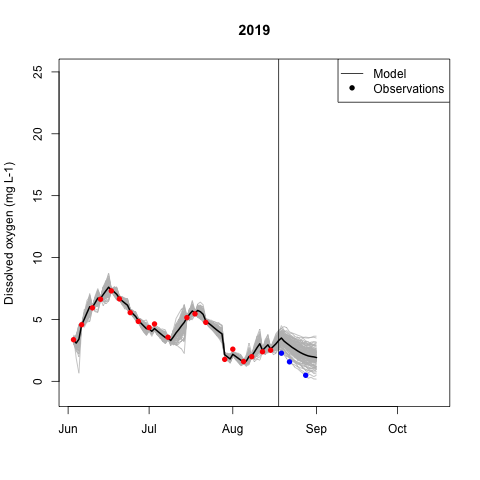 2019
Model
Observations
Dissolved oxygen (mg L-1)
25
20
15
10
5
0
Jun
Jul
Aug
Sep
Oct